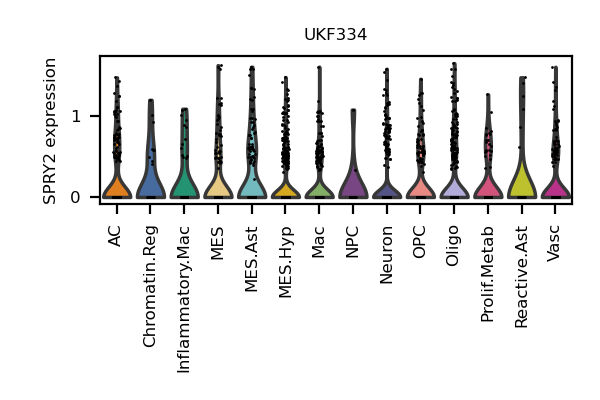 UKF334
SPRY2 expression
1
0
AC
Chromatin.Reg
Inflammatory.Mac
MES
MES.Ast
MES.Hyp
Mac
NPC
Neuron
OPC
Oligo
Prolif.Metab
Reactive.Ast
Vasc